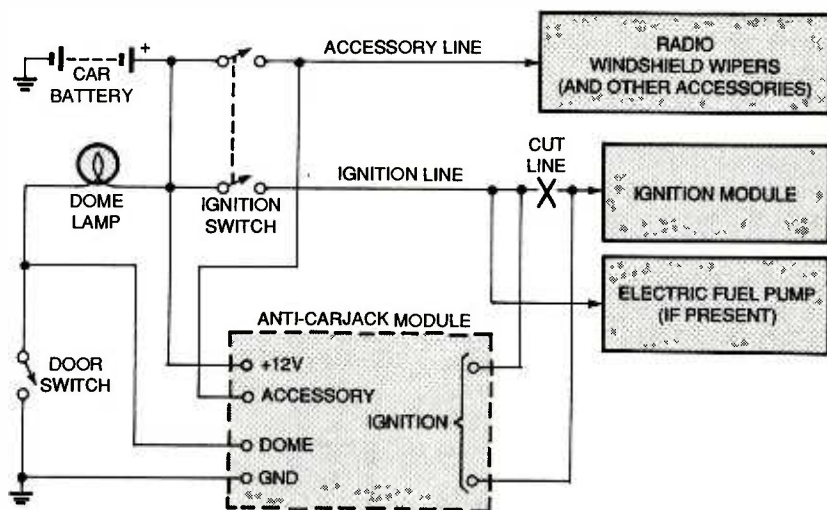 +
CAR
BATTERY
ACCESSORY LINE
RADIO
WINDSHIELD WIPERS
(AND OTHER ACCESSORIES)
DOME
LAMP
IGNITION
SWITCH
IGNITION LINE
CUT
LINE
IGNITION MODULE
ELECTRIC FUEL PUMP
(IF PRESENT)
DOOR
SWITCH
ANTI-CARJACK MODULE
+12V
ACCESSORY
IGNITION
DOME
GND